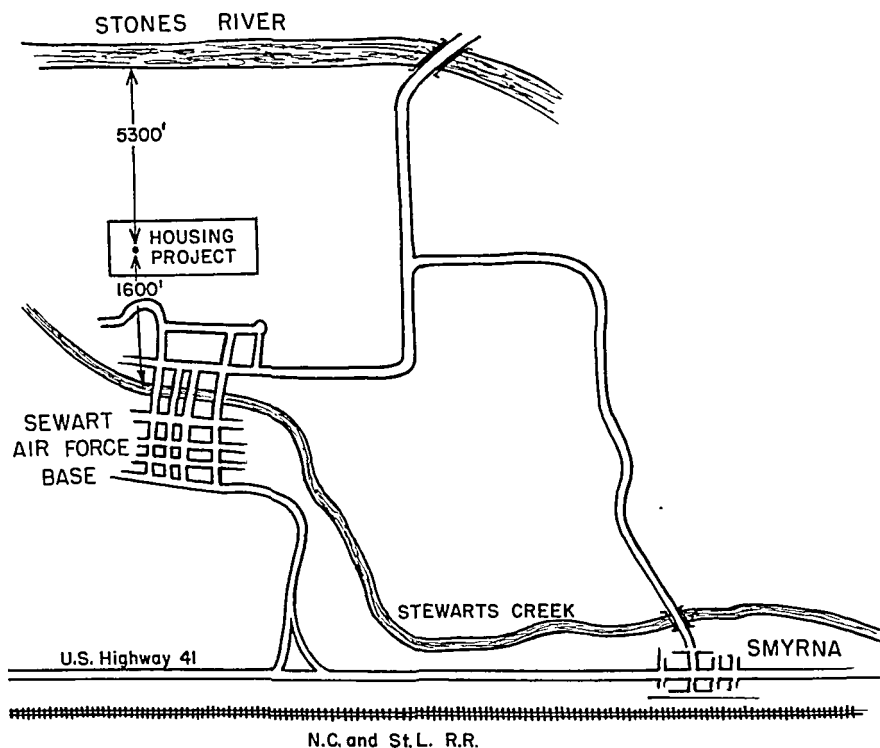 STONES RIVER
5300'
HOUSING
PROJECT
1600'
SEWART
AIR FORCE
BASE
STEWARTS CREEK
SMYRNA
U.S. Highway 41
N.C. and St. L. R.R.